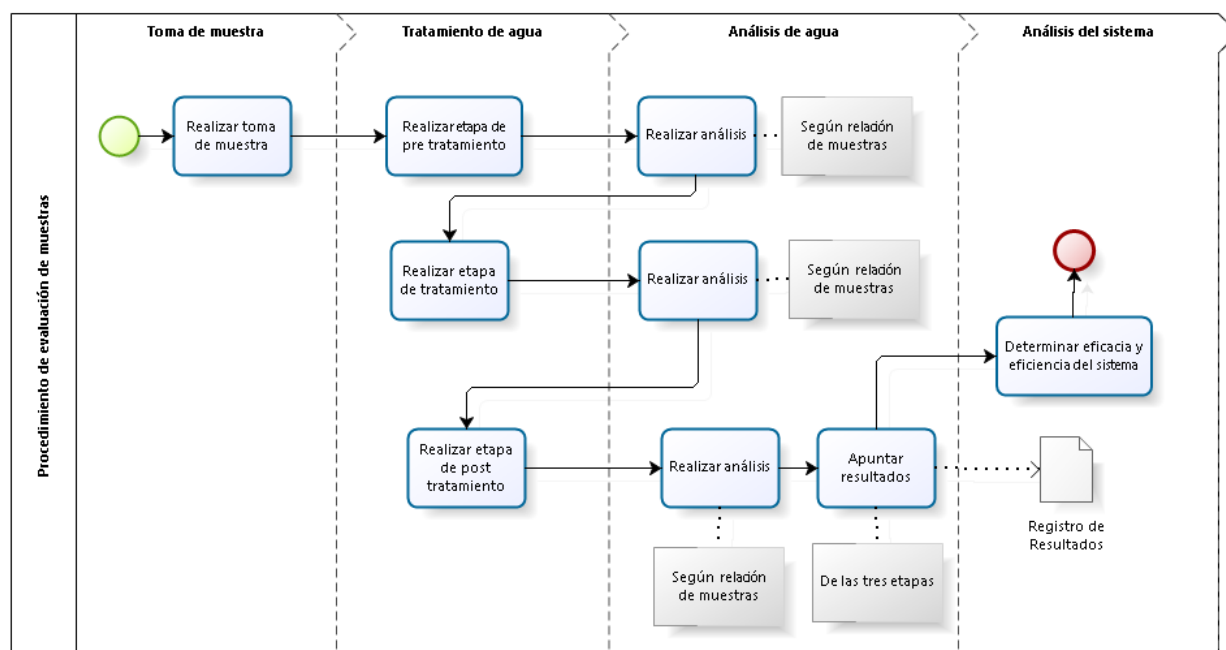 Procedimiento de evaluación de muestras
Toma de muestra
Tratamiento de agua
Análisis de agua
Análisis del sistema
Realizar toma
de muestra
Realizar etapa de
pre tratamiento
Realizar análisis
Según relación
de muestras
Realizar etapa
de tratamiento
Realizar análisis
Según relación
de muestras
Determinar eficacia y
eficiencia del sistema
Realizar etapa
de post
tratamiento
Realizar análisis
Apuntar
resultados
Registro de
Resultados
Según relación
de muestras
De las tres etapas